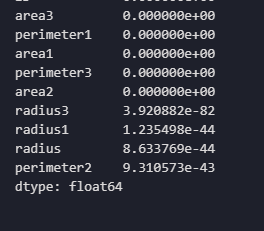 area3 0.000000e+00
perimeter1 0.000000e+00
area1 0.000000e+00
perimeter3 0.000000e+00
area2 0.000000e+00
radius3 3.920882e-82
radius1 1.235498e-44
radius 8.633769e-44
perimeter2 9.310573e-43
dtype: float64